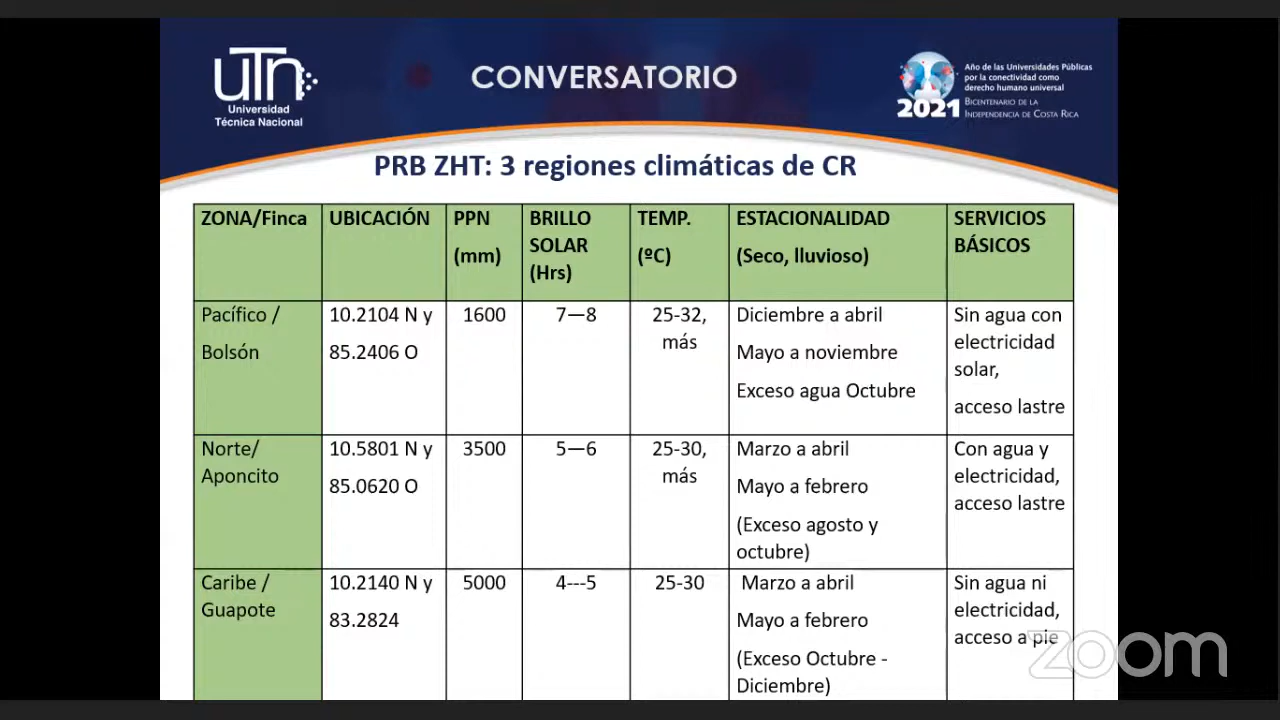 utn
Universidad
Técnica Nacional
CONVERSATORIO
2021
Año de las Universidades Públicas
por la conectividad como
derecho humano universal
BICENTENARIO DE LA
INDEPENDENCIA DE COSTA RICA
PRB ZHT: 3 regiones climáticas de CR
ZONA/Finca
UBICACIÓN
PPN
(mm)
BRILLO
SOLAR
(Hrs)
TEMP.
(ºC)
ESTACIONALIDAD
(Seco, lluvioso)
SERVICIOS
BÁSICOS
Pacífico /
Bolsón
10.2104 N y
85.2406 O
1600
7—8
25-32,
más
Diciembre a abril
Mayo a noviembre
Exceso agua Octubre
Sin agua con
electricidad
solar,
acceso lastre
Norte/
Aponcito
10.5801 N y
85.0620 O
3500
5—6
25-30,
más
Marzo a abril
Mayo a febrero
(Exceso agosto y
octubre)
Con agua y
electricidad,
acceso lastre
Caribe /
Guapote
10.2140 N y
83.2824
5000
4---5
25-30
Marzo a abril
Mayo a febrero
(Exceso Octubre -
Diciembre)
Sin agua ni
electricidad,
acceso a pie
zoom